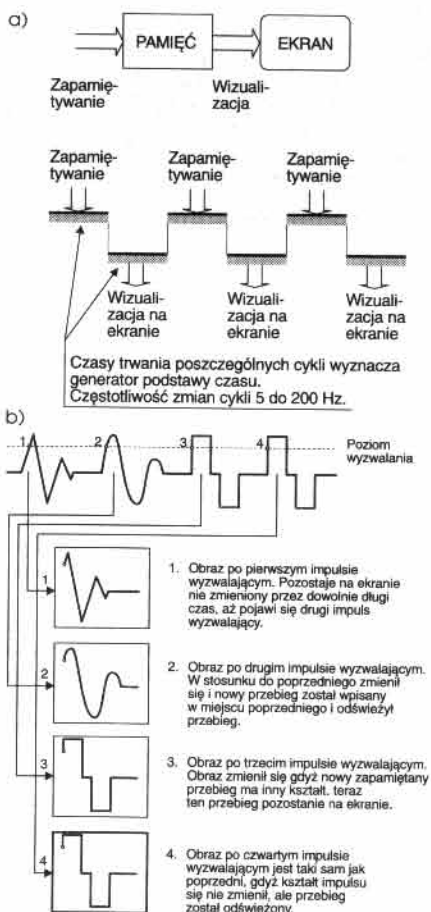 a)
PAMIĘĆ
EKRAN
Zapamię-
tywanie
Wizuali-
zacja
Zapamię-
tywanie
Zapamię-
tywanie
Zapamię-
tywanie
Wizuali-
zacja na
ekranie
Wizuali-
zacja na
ekranie
Wizuali-
zacja na
ekranie
Czasy trwania poszczególnych cykli wyznacza
generator podstawy czasu.
Częstotliwość zmian cykli 5 do 200 Hz.
b)
1
2
3
4
Poziom
wyzwalania
1
1. Obraz po pierwszym impulsie
wyzwalającym. Pozostaje na ekranie
nie zmieniony przez dowolnie długi
czas, aż pojawi się drugi impuls
wyzwalający.
2
2. Obraz po drugim impulsie wyzwalającym.
W stosunku do poprzedniego zmienił
się i nowy przebieg został wpisany
w miejscu poprzedniego i odświeżył
przebieg.
3
3. Obraz po trzecim impulsie wyzwalającym.
Obraz zmienił się gdyż nowy zapamiętany
przebieg ma inny kształt. teraz
ten przebieg pozostanie na ekranie.
4
4. Obraz po czwartym impulsie
wyzwalającym jest taki sam jak
poprzedni, gdyż kształt impulsu
się nie zmienił, ale przebieg
został odświeżony.